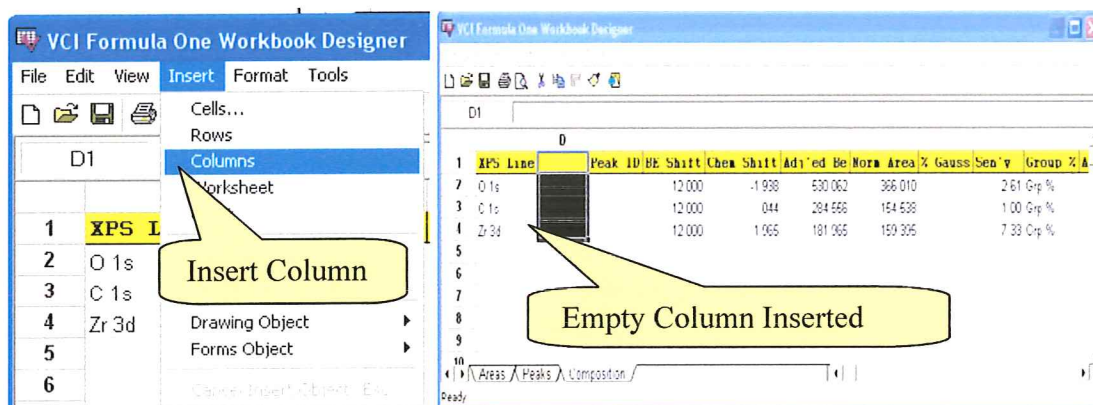 VCI Formula One Workbook Designer
File Edit View Insert Format Tools
Cells...
Rows
D1
Columns
Worksheet
1 XPS L
Insert Column
2 O 1s
3 C 1s
4 Zr 3d
Drawing Object
5
Forms Object
6
VCI Formula One Workbook Designer
D1
D
1 XPS Line Peak ID BE Shift Chem Shift Adj'ed Be Norm Area % Gauss Sen'y Group % A
2 O 1s 12 000 -1 938 530 062 366 010 2 61 Grp %
3 C 1s 12 000 044 284 556 154 538 1 00 Grp %
4 Zr 3d 12 000 1 965 181 965 159 395 7 33 Grp %
5
6
7
8
9
10
Empty Column Inserted
Areas Peaks Composition
Ready